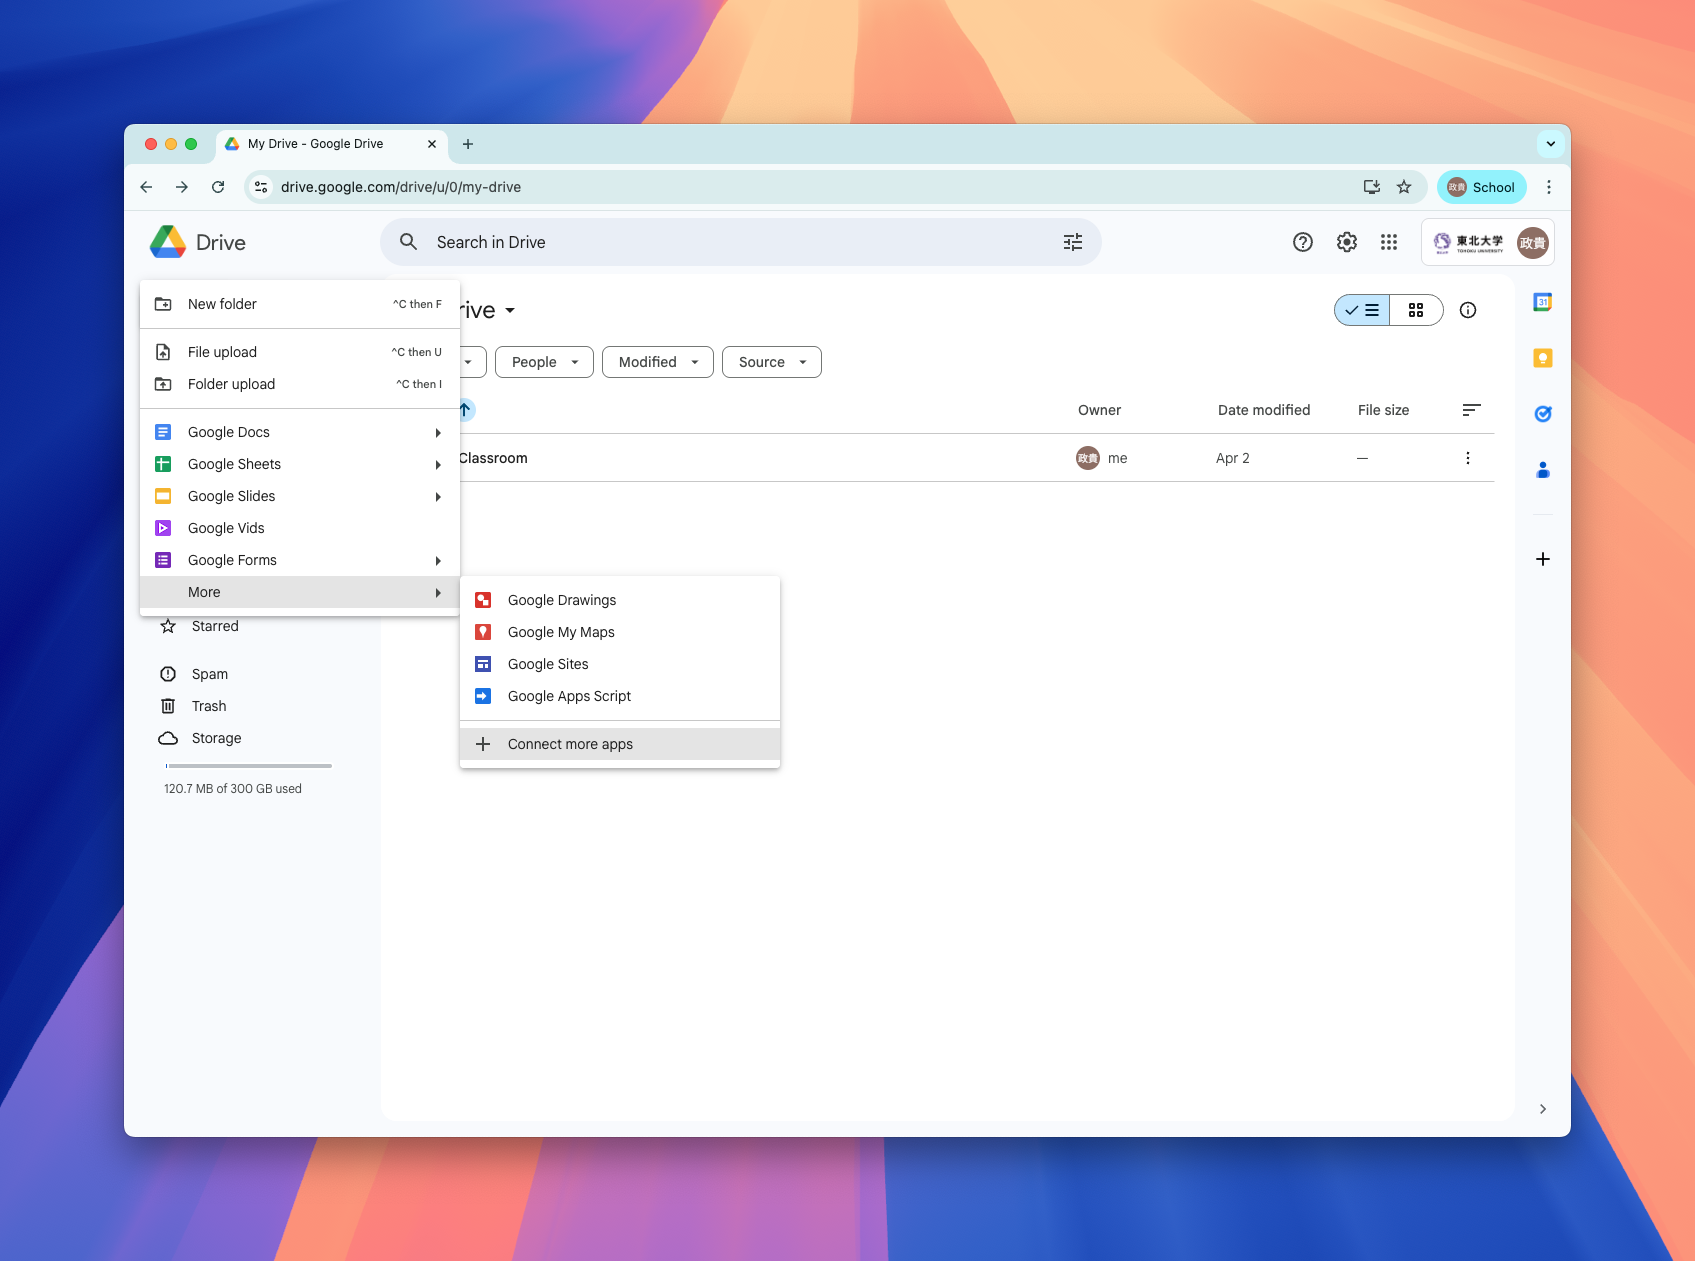 My Drive - Google Drive
drive.google.com/drive/u/0/my-drive
政貴 School
Drive
Search in Drive
東北大学
TOHOKU UNIVERSITY
政貴
New folder ^C then F
rive
31
File upload ^C then U
People Modified Source
Folder upload ^C then I
Owner Date modified File size
Google Docs
Classroom 政貴 me Apr 2 —
Google Sheets
Google Slides
Google Vids
Google Forms
More
Google Drawings
Google My Maps
Google Sites
Google Apps Script
Connect more apps
Starred
Spam
Trash
Storage
120.7 MB of 300 GB used